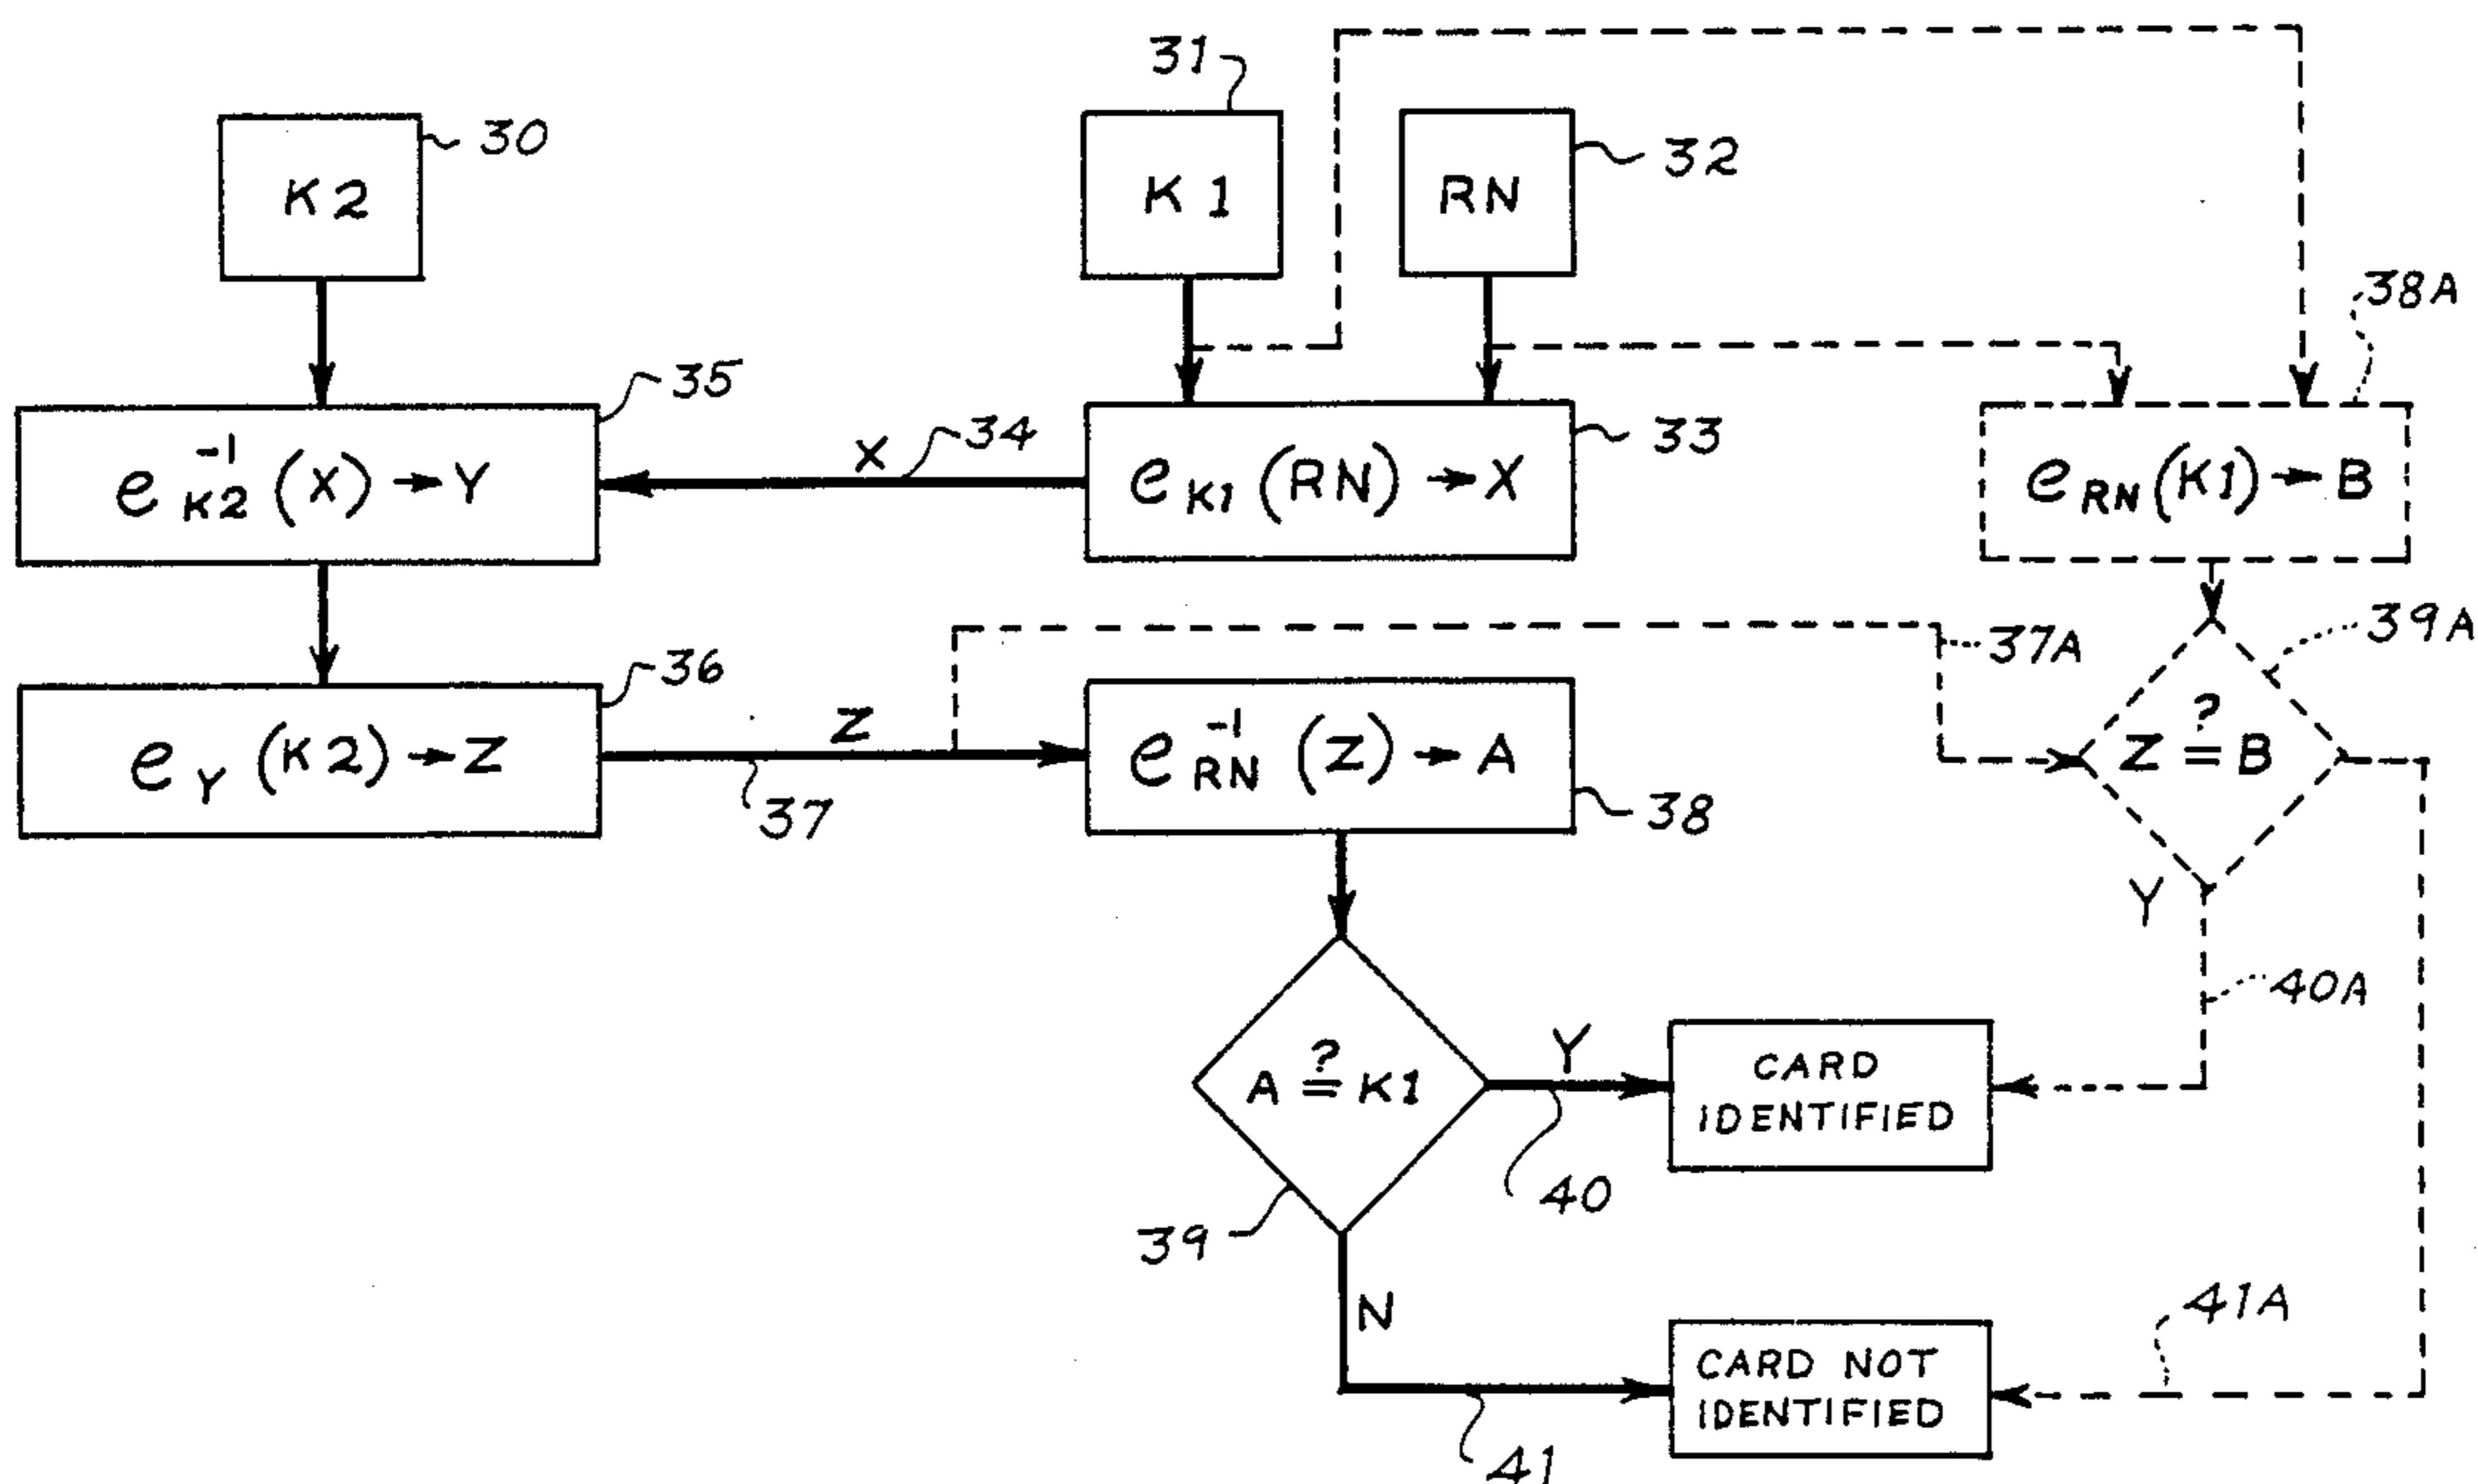 31
30
32
K2
K1
RN
38A
35
X
34
33
e⁻¹K2(X)→Y
eK1(RN)→X
eRN(K1)→B
37A
39A
36
Z
eY(K2)→Z
e⁻¹RN(Z)→A
?
Z=B
37
38
Y
40A
?
A=K1
Y
CARD
IDENTIFIED
40
39
N
41A
CARD NOT
IDENTIFIED
41